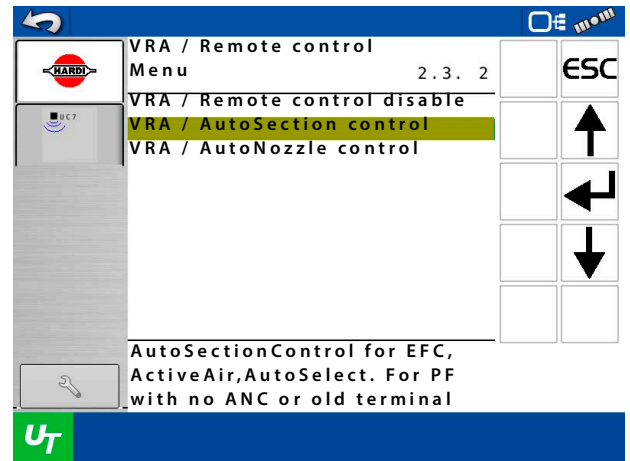 VRA / Remote control
Menu 2.3. 2
ESC
HARDI
VRA / Remote control disable
UC7
VRA / AutoSection control
VRA / AutoNozzle control
AutoSectionControl for EFC,
ActiveAir,AutoSelect. For PF
with no ANC or old terminal
UT